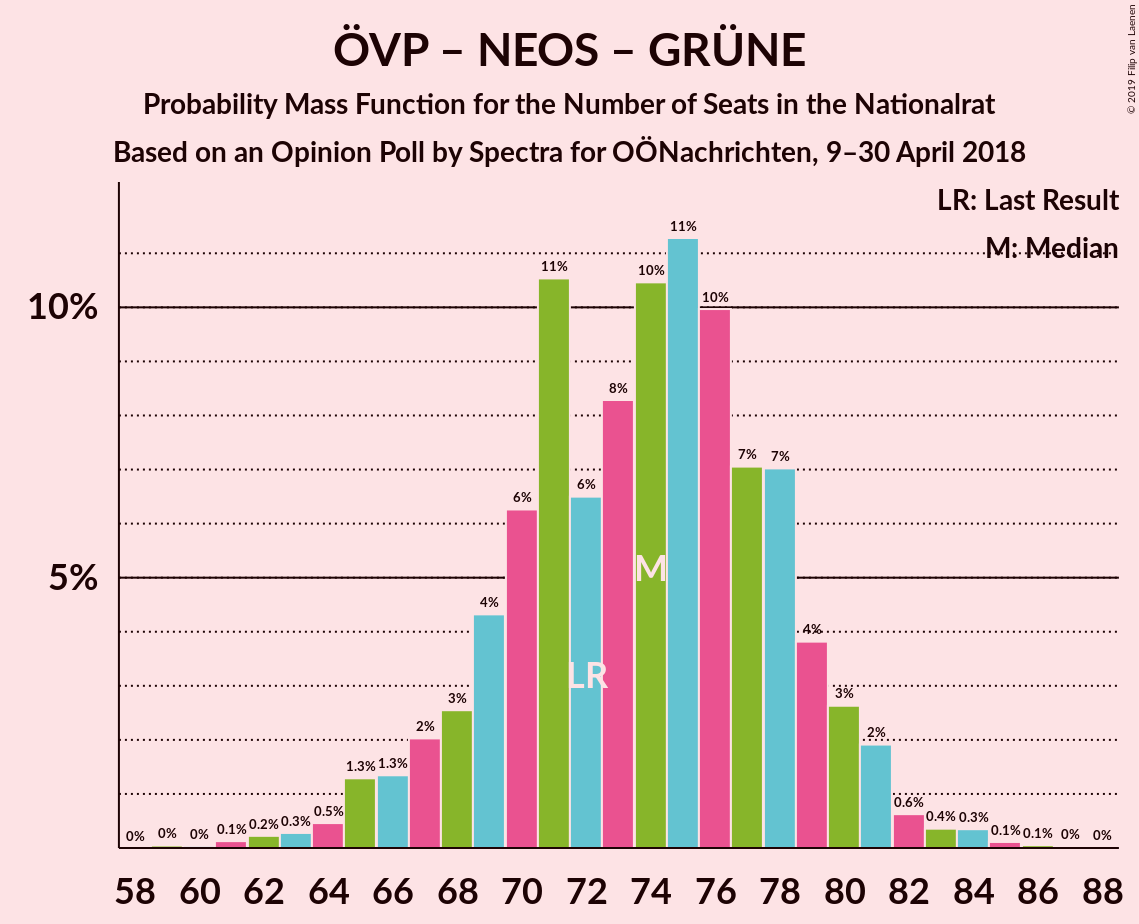 ÖVP – NEOS – GRÜNE
Probability Mass Function for the Number of Seats in the Nationalrat
Based on an Opinion Poll by Spectra for OÖNachrichten, 9–30 April 2018
© 2019 Filip van Laenen
LR: Last Result
M: Median
10%
5%
0% 0% 0% 0.1% 0.2% 0.3% 0.5% 1.3% 1.3% 2% 3% 4% 6% 11% 6% 8% 10% 11% 10% 7% 7% 4% 3% 2% 0.6% 0.4% 0.3% 0.1% 0.1% 0% 0%
M
LR
58 60 62 64 66 68 70 72 74 76 78 80 82 84 86 88